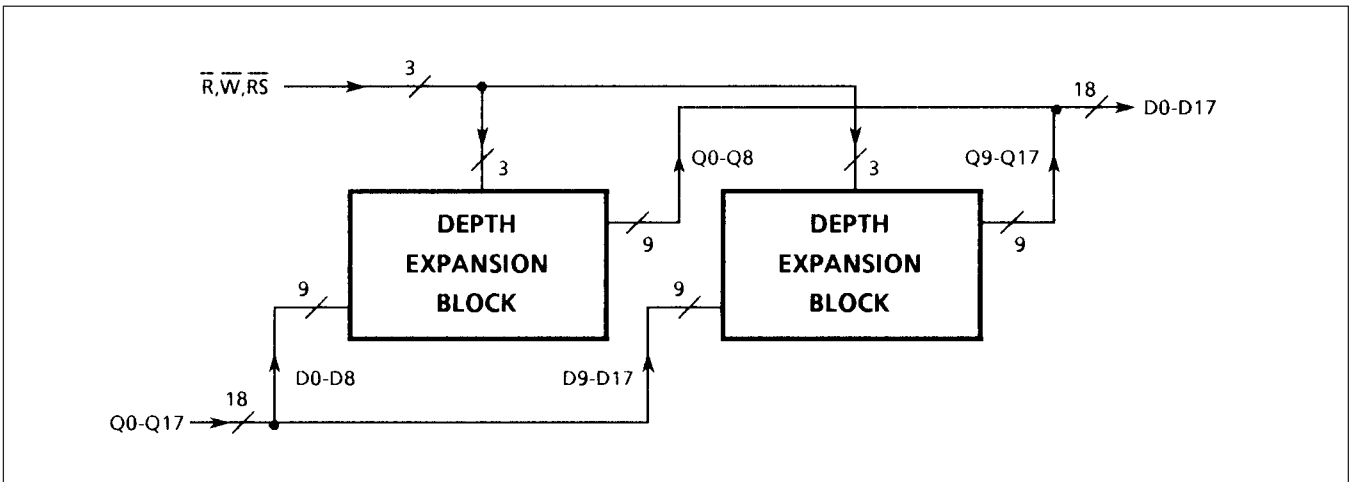 R̅,W̅,R̅S̅
3
18
D0-D17
3
Q0-Q8
3
Q9-Q17
DEPTH
EXPANSION
BLOCK
9
DEPTH
EXPANSION
BLOCK
9
9
9
D0-D8
D9-D17
Q0-Q17
18